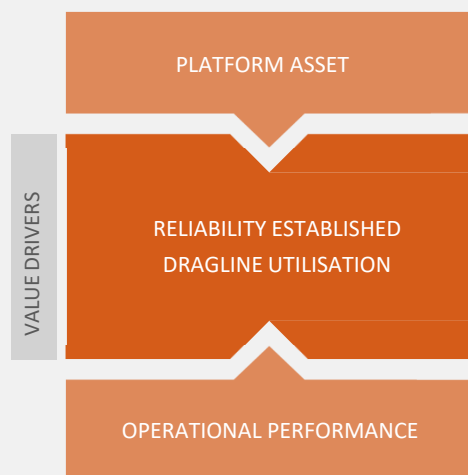 PLATFORM ASSET
VALUE DRIVERS
RELIABILITY ESTABLISHED
DRAGLINE UTILISATION
OPERATIONAL PERFORMANCE